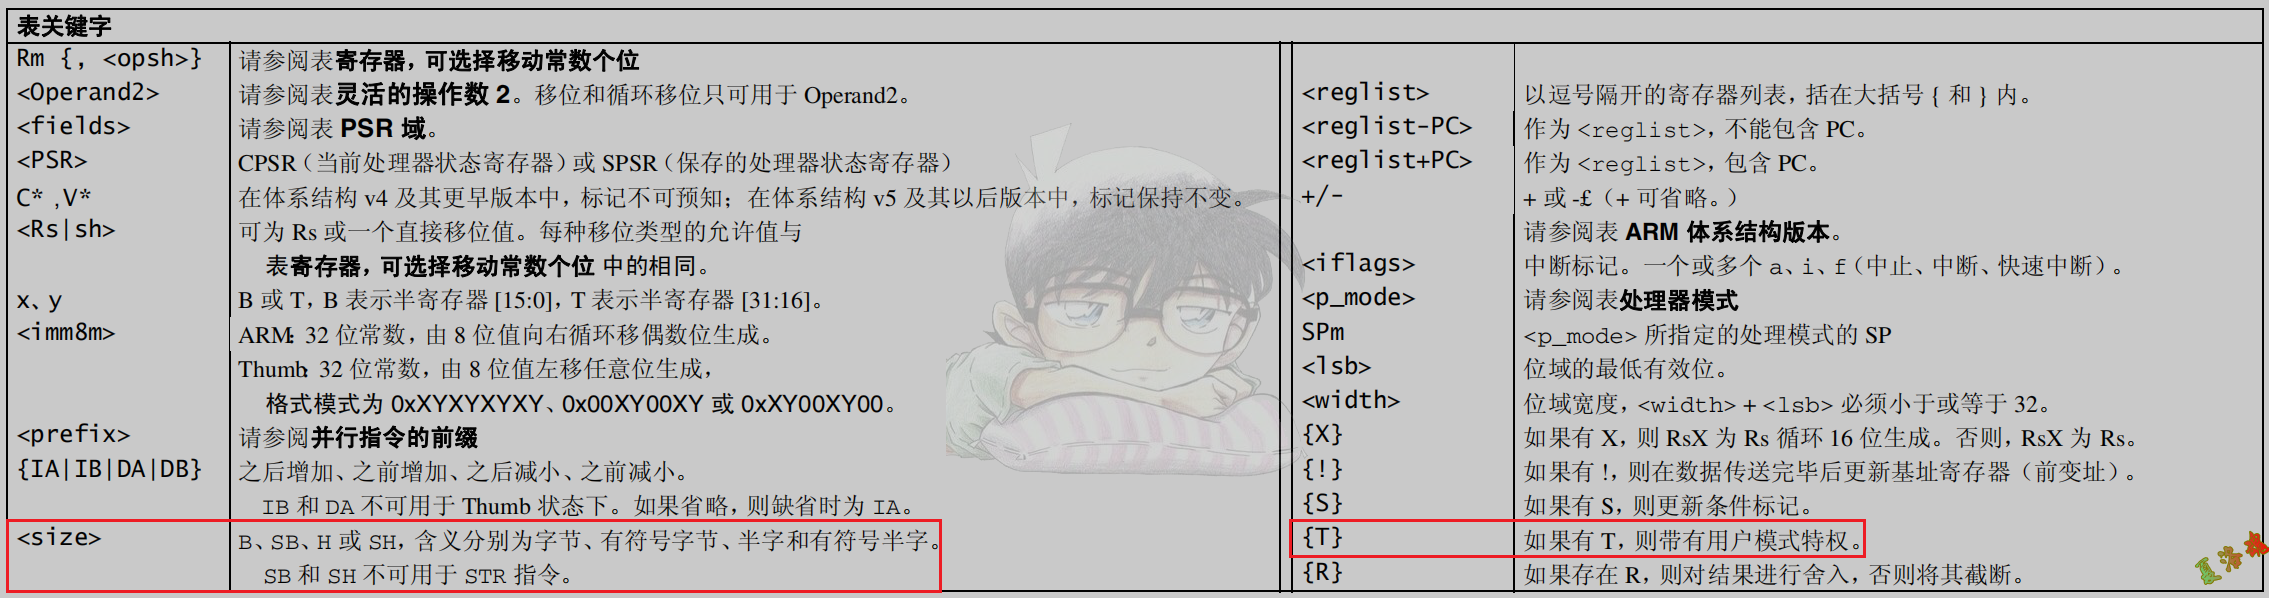 表关键字
Rm {, <opsh>} 请参阅表寄存器，可选择移动常数个位
<Operand2> 请参阅表灵活的操作数 2。移位和循环移位只可用于 Operand2。
<fields> 请参阅表 PSR 域。
<PSR> CPSR（当前处理器状态寄存器）或 SPSR（保存的处理器状态寄存器）
C* ,V* 在体系结构 v4 及其更早版本中，标记不可预知；在体系结构 v5 及其以后版本中，标记保持不变。
<Rs|sh> 可为 Rs 或一个直接移位值。每种移位类型的允许值与
表寄存器，可选择移动常数个位 中的相同。
x、y B 或 T，B 表示半寄存器 [15:0]，T 表示半寄存器 [31:16]。
<imm8m> ARM：32 位常数，由 8 位值向右循环移偶数位生成。
Thumb：32 位常数，由 8 位值左移任意位生成，
格式模式为 0xXYXYXYXY、0x00XY00XY 或 0xXY00XY00。
<prefix> 请参阅并行指令的前缀
{IA|IB|DA|DB} 之后增加、之前增加、之后减小、之前减小。
IB 和 DA 不可用于 Thumb 状态下。如果省略，则缺省时为 IA。
<size> B、SB、H 或 SH，含义分别为字节、有符号字节、半字和有符号半字。
SB 和 SH 不可用于 STR 指令。
<reglist> 以逗号隔开的寄存器列表，括在大括号 { 和 } 内。
<reglist-PC> 作为 <reglist>，不能包含 PC。
<reglist+PC> 作为 <reglist>，包含 PC。
+/- + 或 -£（+ 可省略。）
请参阅表 ARM 体系结构版本。
<iflags> 中断标记。一个或多个 a、i、f（中止、中断、快速中断）。
<p_mode> 请参阅表处理器模式
SPm <p_mode> 所指定的处理模式的 SP
<lsb> 位域的最低有效位。
<width> 位域宽度，<width> + <lsb> 必须小于或等于 32。
{X} 如果有 X，则 RsX 为 Rs 循环 16 位生成。否则，RsX 为 Rs。
{!} 如果有 !，则在数据传送完毕后更新基址寄存器（前变址）。
{S} 如果有 S，则更新条件标记。
{T} 如果有 T，则带有用户模式特权。
{R} 如果存在 R，则对结果进行舍入，否则将其截断。